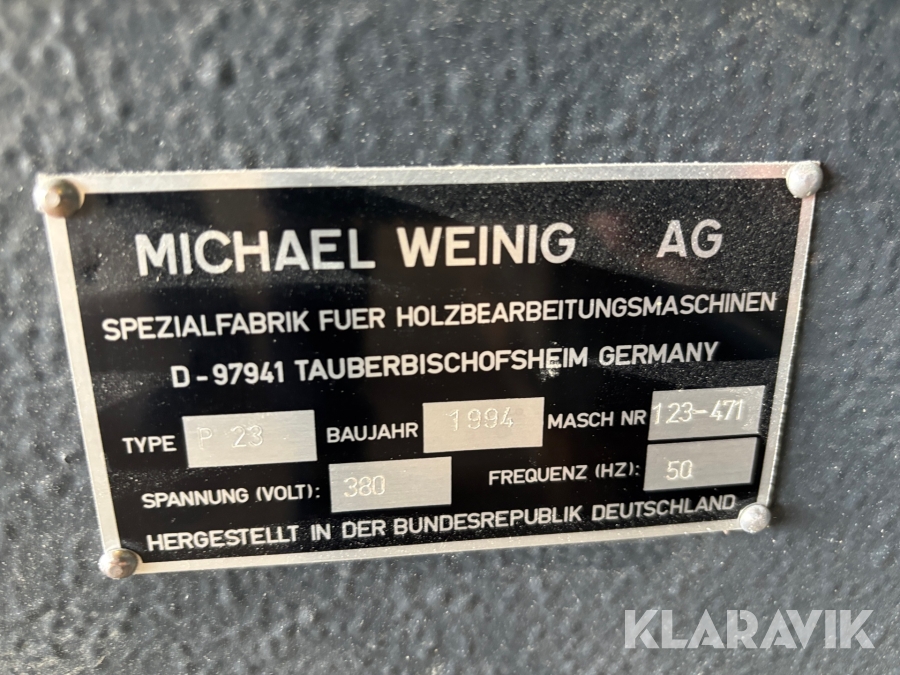 MICHAEL WEINIG AG
SPEZIALFABRIK FUER HOLZBEARBEITUNGSMASCHINEN
D-97941 TAUBERBISCHOFSHEIM GERMANY
TYPE P 23 BAUJAHR 1994 MASCH NR 123-471
SPANNUNG (VOLT): 380 FREQUENZ (HZ): 50
HERGESTELLT IN DER BUNDESREPUBLIK DEUTSCHLAND
KLARAVIK